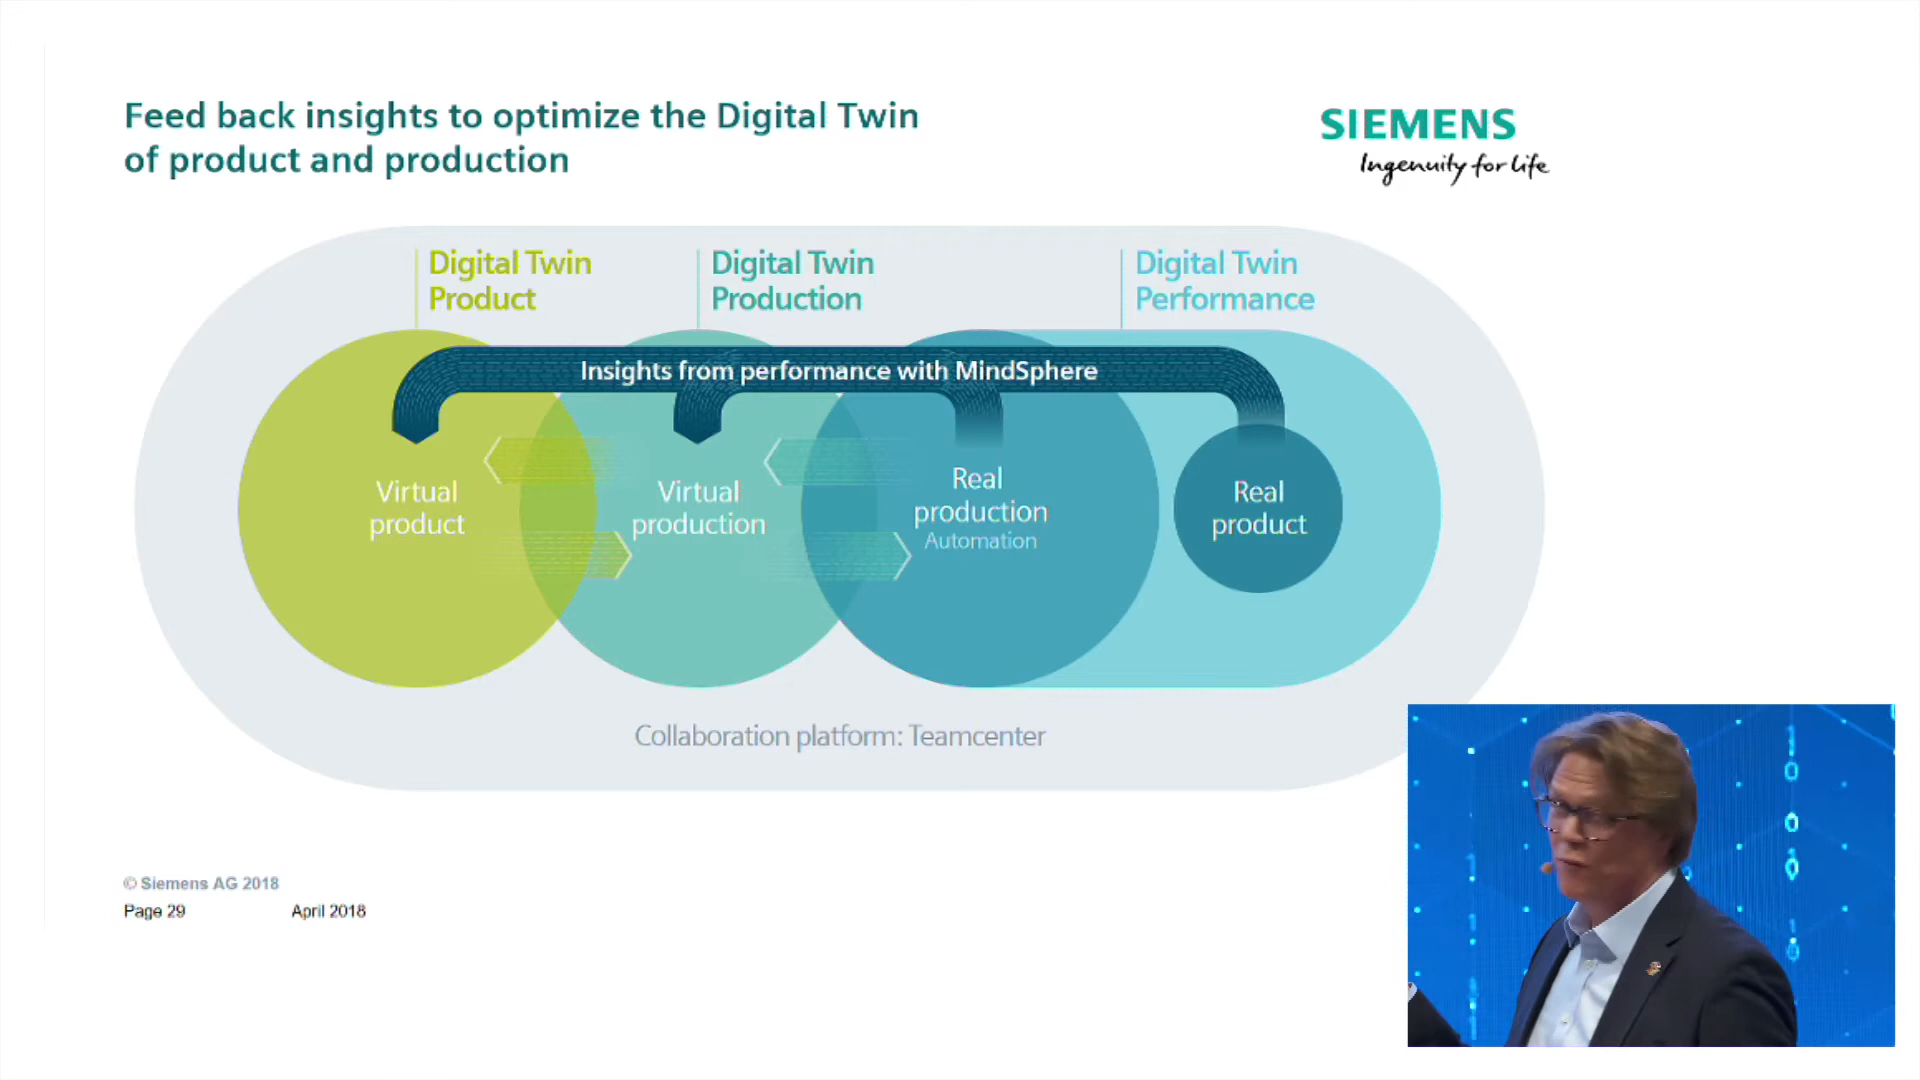 Feed back insights to optimize the Digital Twin
of product and production
SIEMENS
Ingenuity for life
Digital Twin
Product
Digital Twin
Production
Digital Twin
Performance
Insights from performance with MindSphere
Virtual
product
Virtual
production
Real
production
Automation
Real
product
Collaboration platform: Teamcenter
© Siemens AG 2018
Page 29
April 2018